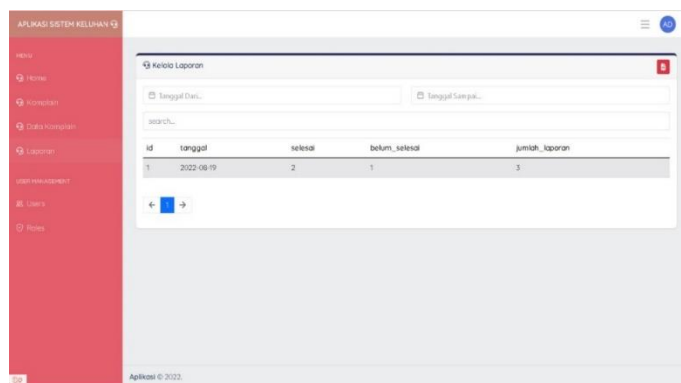 APLIKASI SISTEM KELUHAN
AD
MENU
Home
Komplain
Data Komplain
Laporan
USER MANAGEMENT
Users
Roles
Kelola Laporan
Tanggal Dari...
Tanggal Sampai...
search...
id tanggal selesai belum_selesai jumlah_laporan
1 2022-08-19 2 1 3
← 1 →
Aplikasi © 2022.